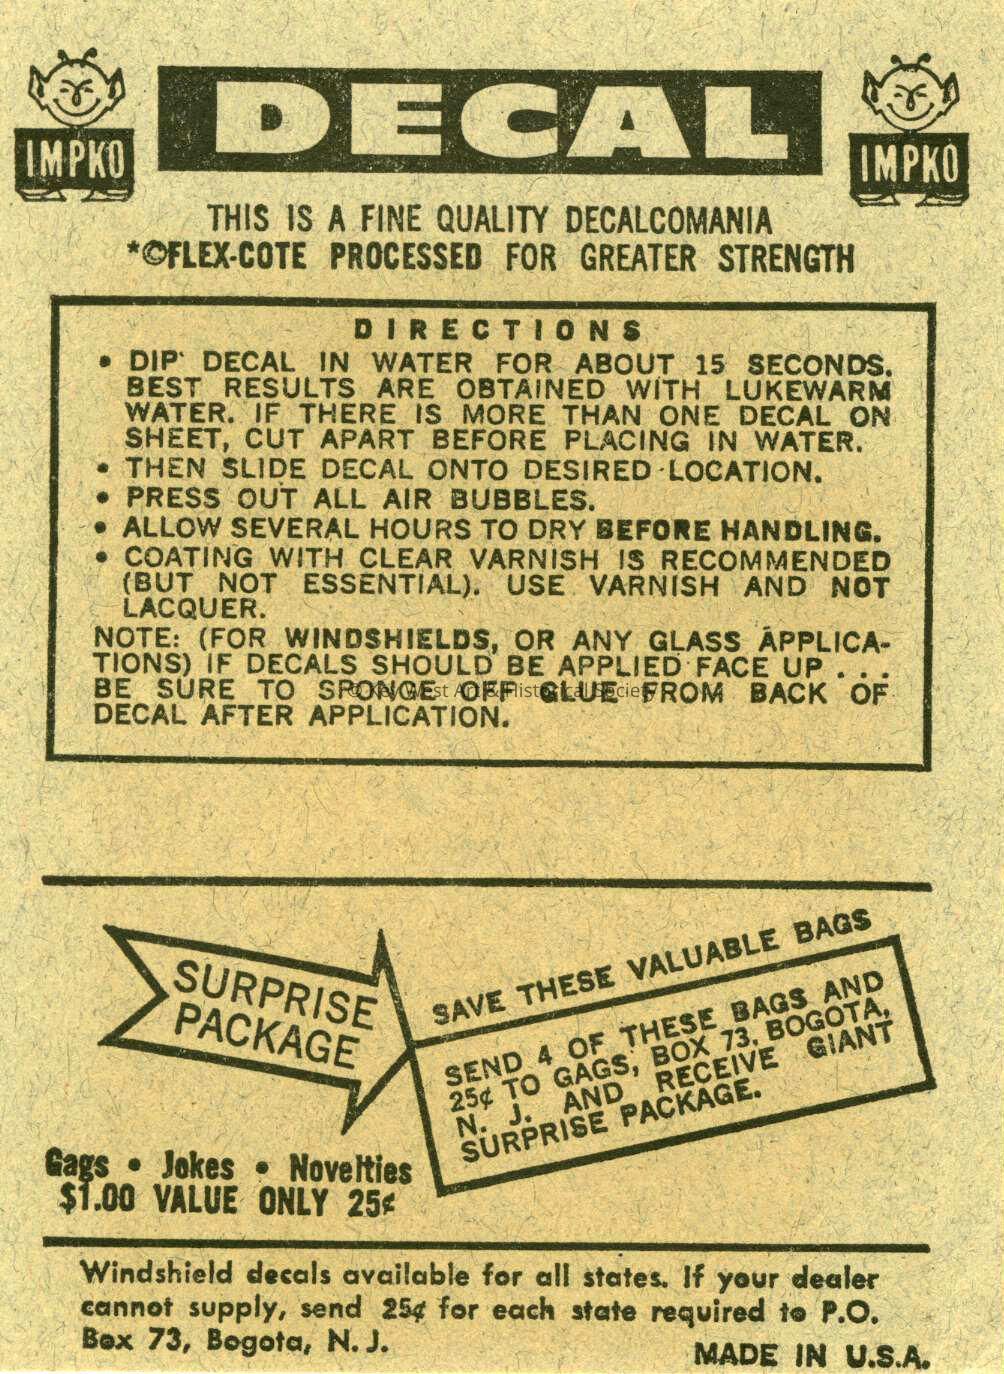 IMPKO
DECAL
IMPKO
THIS IS A FINE QUALITY DECALCOMANIA
*©FLEX-COTE PROCESSED FOR GREATER STRENGTH
DIRECTIONS
• DIP DECAL IN WATER FOR ABOUT 15 SECONDS.
BEST RESULTS ARE OBTAINED WITH LUKEWARM
WATER. IF THERE IS MORE THAN ONE DECAL ON
SHEET, CUT APART BEFORE PLACING IN WATER.
• THEN SLIDE DECAL ONTO DESIRED LOCATION.
• PRESS OUT ALL AIR BUBBLES.
• ALLOW SEVERAL HOURS TO DRY BEFORE HANDLING.
• COATING WITH CLEAR VARNISH IS RECOMMENDED
(BUT NOT ESSENTIAL). USE VARNISH AND NOT
LACQUER.
NOTE: (FOR WINDSHIELDS, OR ANY GLASS APPLICA-
TIONS) IF DECALS SHOULD BE APPLIED FACE UP . . .
BE SURE TO SPONGE OFF GLUE FROM BACK OF
© Key West Art & Historical Society
DECAL AFTER APPLICATION.
SURPRISE
PACKAGE
SAVE THESE VALUABLE BAGS
SEND 4 OF THESE BAGS AND
25¢ TO GAGS, BOX 73, BOGOTA,
N. J. AND RECEIVE GIANT
SURPRISE PACKAGE.
Gags • Jokes • Novelties
$1.00 VALUE ONLY 25¢
Windshield decals available for all states. If your dealer
cannot supply, send 25¢ for each state required to P.O.
Box 73, Bogota, N. J.
MADE IN U.S.A.